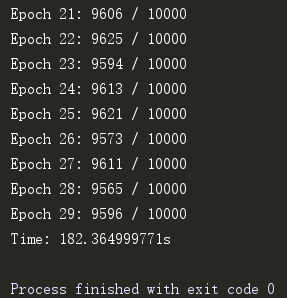 Epoch 21: 9606 / 10000
Epoch 22: 9625 / 10000
Epoch 23: 9594 / 10000
Epoch 24: 9613 / 10000
Epoch 25: 9621 / 10000
Epoch 26: 9573 / 10000
Epoch 27: 9611 / 10000
Epoch 28: 9565 / 10000
Epoch 29: 9596 / 10000
Time: 182.364999771s
Process finished with exit code 0